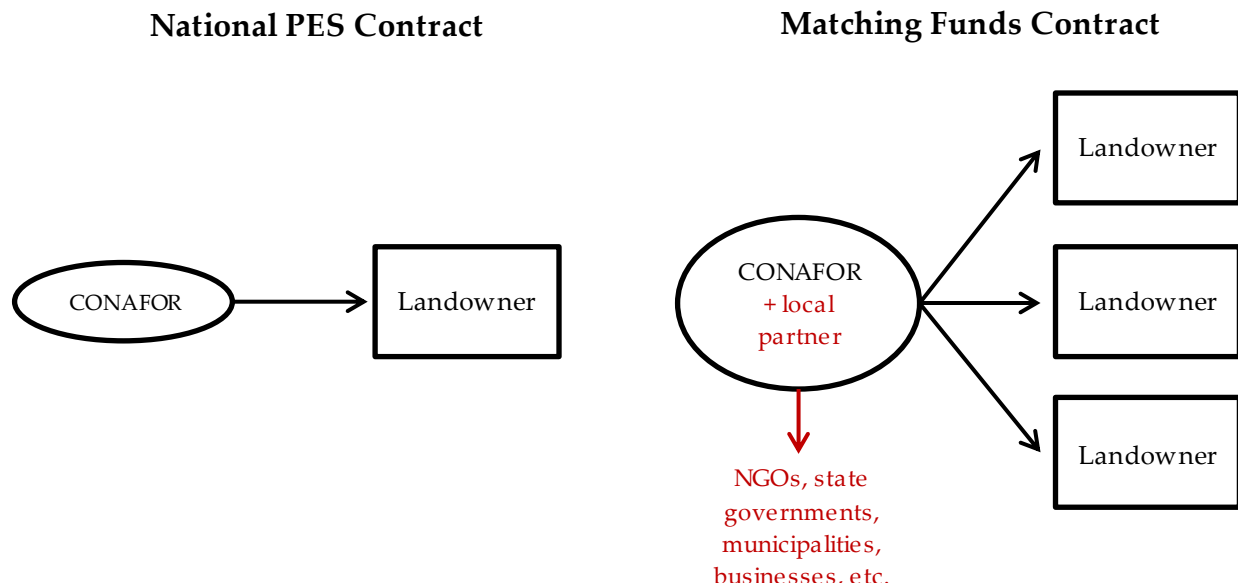 National PES Contract
Matching Funds Contract
CONAFOR
Landowner
CONAFOR
+ local
partner
Landowner
Landowner
Landowner
NGOs, state
governments,
municipalities,
businesses, etc.